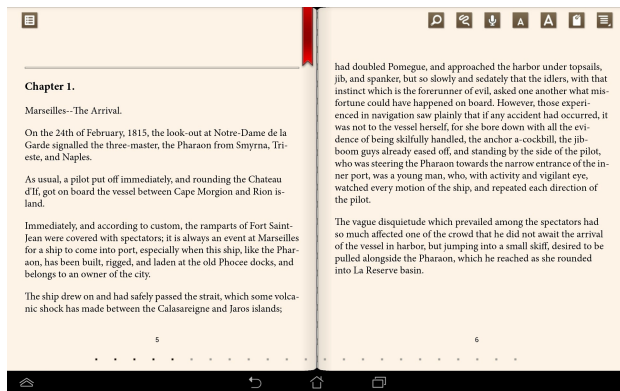 Chapter 1.
Marseilles--The Arrival.
On the 24th of February, 1815, the look-out at Notre-Dame de la
Garde signalled the three-master, the Pharaon from Smyrna, Tri-
este, and Naples.
As usual, a pilot put off immediately, and rounding the Chateau
d'If, got on board the vessel between Cape Morgion and Rion is-
land.
Immediately, and according to custom, the ramparts of Fort Saint-
Jean were covered with spectators; it is always an event at Marseilles
for a ship to come into port, especially when this ship, like the Phar-
aon, has been built, rigged, and laden at the old Phocee docks, and
belongs to an owner of the city.
The ship drew on and had safely passed the strait, which some volca-
nic shock has made between the Calasareigne and Jaros islands;
5
A
A
had doubled Pomegue, and approached the harbor under topsails,
jib, and spanker, but so slowly and sedately that the idlers, with that
instinct which is the forerunner of evil, asked one another what mis-
fortune could have happened on board. However, those experi-
enced in navigation saw plainly that if any accident had occurred, it
was not to the vessel herself, for she bore down with all the evi-
dence of being skilfully handled, the anchor a-cockbill, the jib-
boom guys already eased off, and standing by the side of the pilot,
who was steering the Pharaon towards the narrow entrance of the in-
ner port, was a young man, who, with activity and vigilant eye,
watched every motion of the ship, and repeated each direction of
the pilot.
The vague disquietude which prevailed among the spectators had
so much affected one of the crowd that he did not await the arrival
of the vessel in harbor, but jumping into a small skiff, desired to be
pulled alongside the Pharaon, which he reached as she rounded
into La Reserve basin.
6